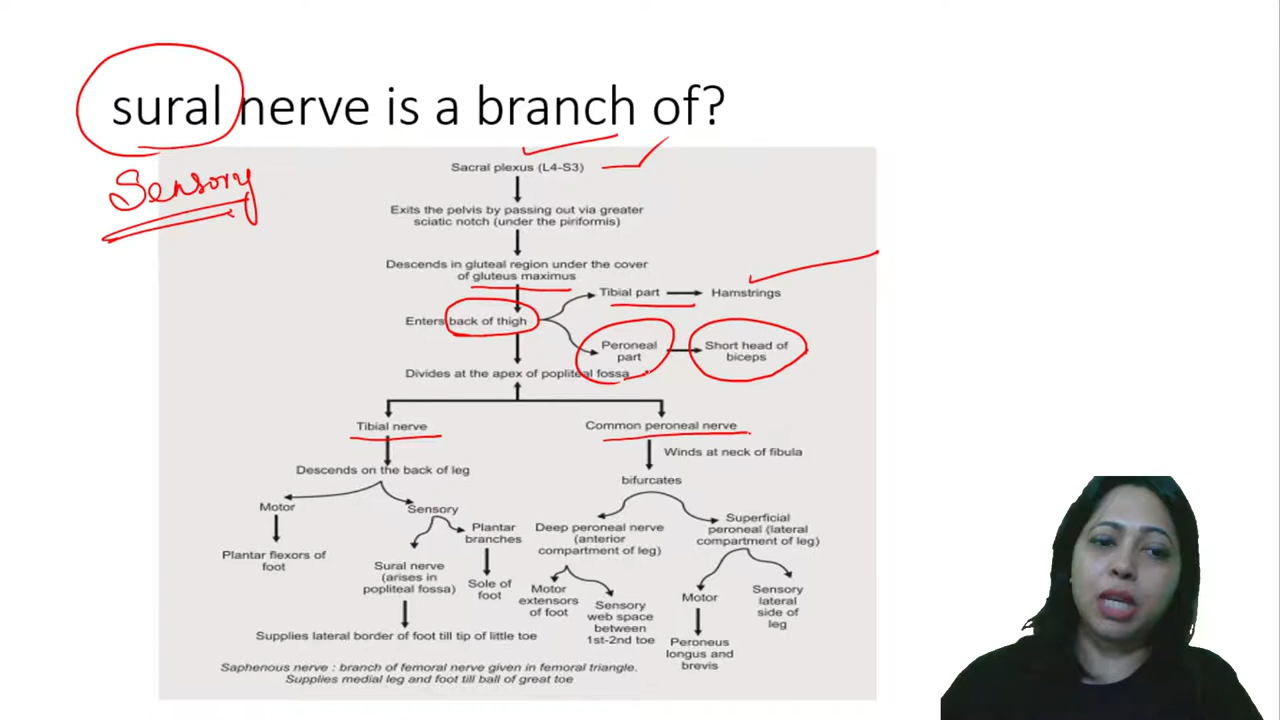 sural nerve is a branch of?
Sensory
Sacral plexus (L4-S3)
Exits the pelvis by passing out via greater
sciatic notch (under the piriformis)
Descends in gluteal region under the cover
of gluteus maximus
Tibial part
Hamstrings
Enters back of thigh
Peroneal
part
Short head of
biceps
Divides at the apex of popliteal fossa
Tibial nerve
Common peroneal nerve
Descends on the back of leg
Winds at neck of fibula
bifurcates
Motor
Sensory
Plantar flexors of
foot
Sural nerve
(arises in
popliteal fossa)
Plantar
branches
Sole of
foot
Supplies lateral border of foot till tip of little toe
Deep peroneal nerve
(anterior
compartment of leg)
Superficial
peroneal (lateral
compartment of leg)
Motor
extensors
of foot
Sensory
web space
between
1st-2nd toe
Motor
Peroneus
longus and
brevis
Sensory
lateral
side of
leg
Saphenous nerve : branch of femoral nerve given in femoral triangle.
Supplies medial leg and foot till ball of great toe